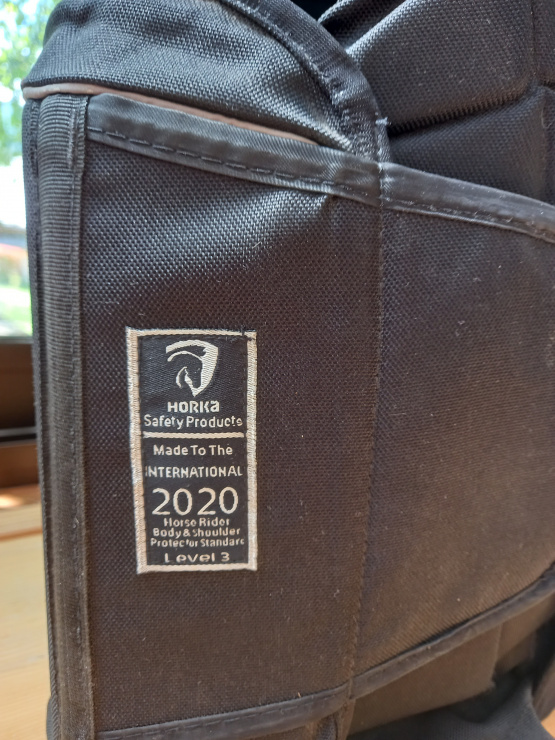 HORKa
Safety Products
Made To The
INTERNATIONAL
2020
Horse Rider
Body & Shoulder
Protector Standard
Level 3